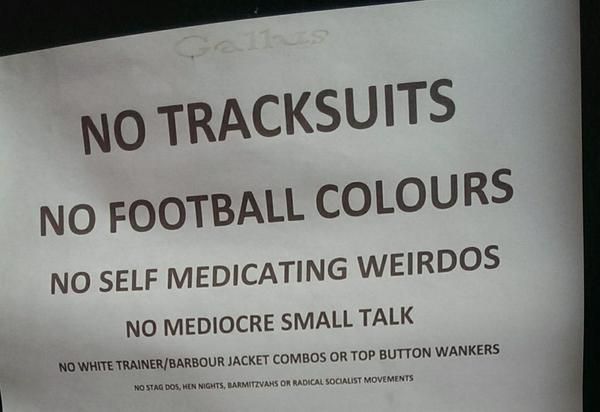 Gallus
NO TRACKSUITS
NO FOOTBALL COLOURS
NO SELF MEDICATING WEIRDOS
NO MEDIOCRE SMALL TALK
NO WHITE TRAINER/BARBOUR JACKET COMBOS OR TOP BUTTON WANKERS
NO STAG DOS, HEN NIGHTS, BARMITZVAHS OR RADICAL SOCIALIST MOVEMENTS